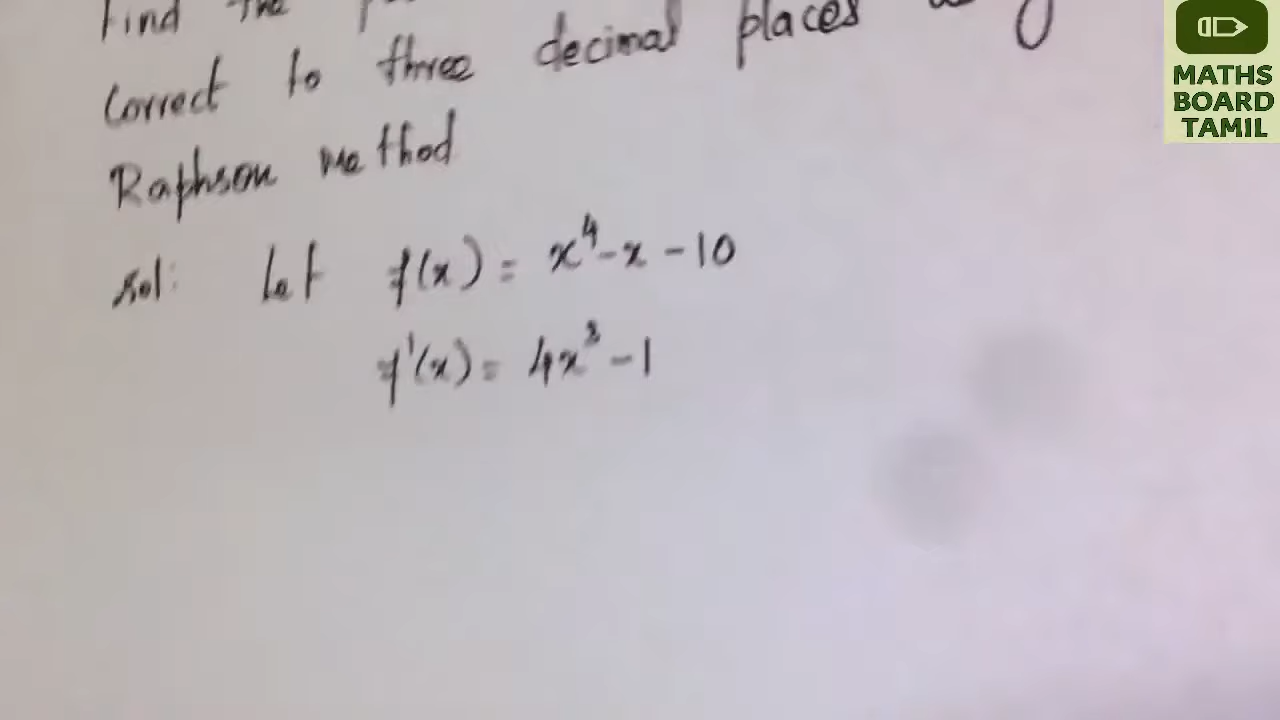 Find the
correct to three decimal places
Raphson method
sol: Let f(x) = x⁴-x-10
f'(x) = 4x³-1
MATHS
BOARD
TAMIL